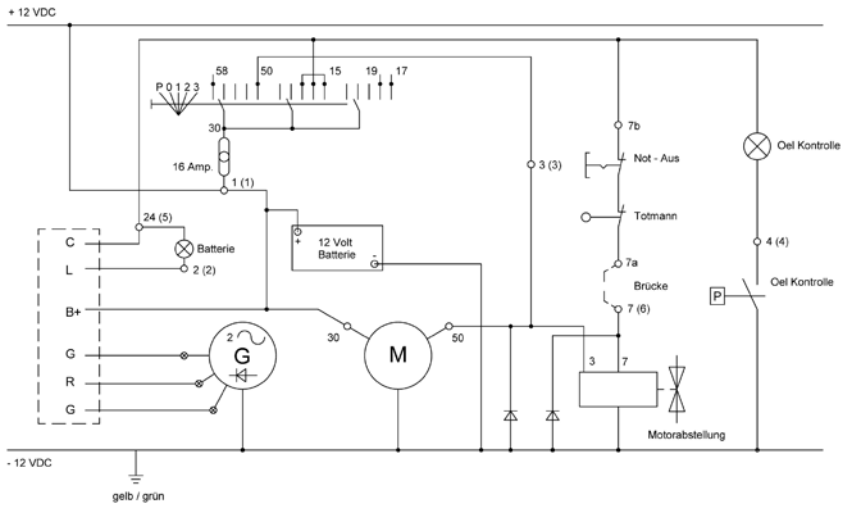 + 12 VDC
58 50 15 19 17
P 0 1 2 3
30
16 Amp.
1 (1)
7b
Not - Aus
Oel Kontrolle
3 (3)
24 (5)
Totmann
C
Batterie
+ 12 Volt
Batterie -
4 (4)
L
2 (2)
7a
Brücke
Oel Kontrolle
P
B+
7 (6)
30
50
2
G
M
G
3 7
R
G
Motorabstellung
- 12 VDC
gelb / grün